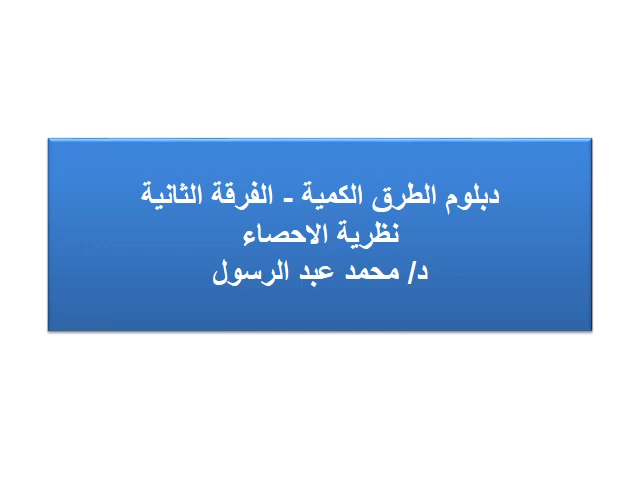 دبلوم الطرق الكمية - الفرقة الثانية
نظرية الاحصاء
د/ محمد عبد الرسول